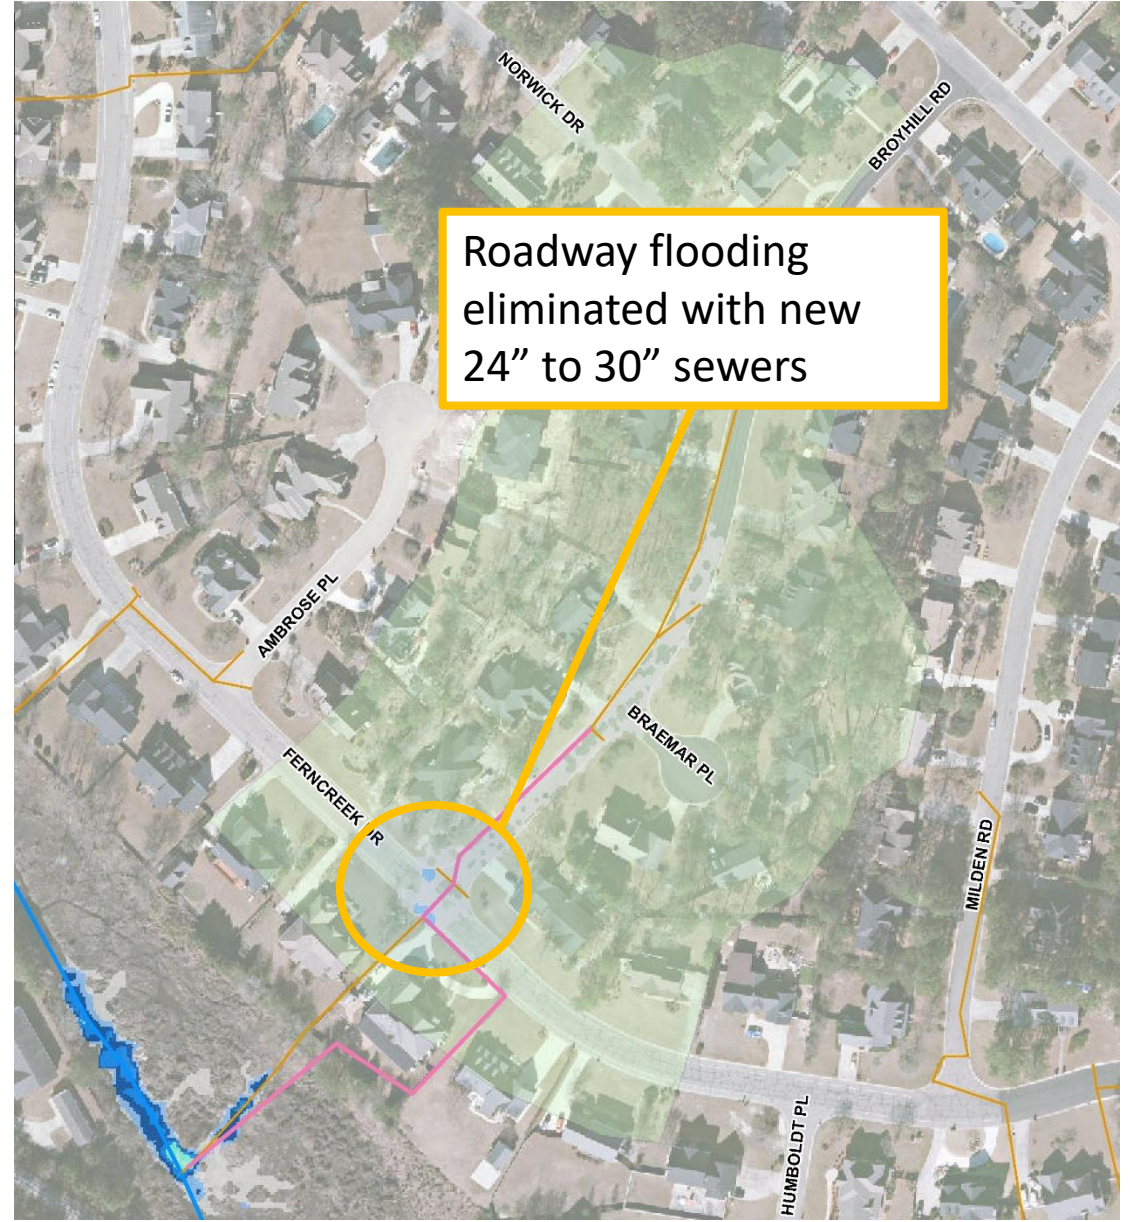 NORWICK DR
BROYHILL RD
Roadway flooding
eliminated with new
24” to 30” sewers
AMBROSE PL
BRAEMAR PL
FERNCREEK DR
MILDEN RD
HUMBOLDT PL